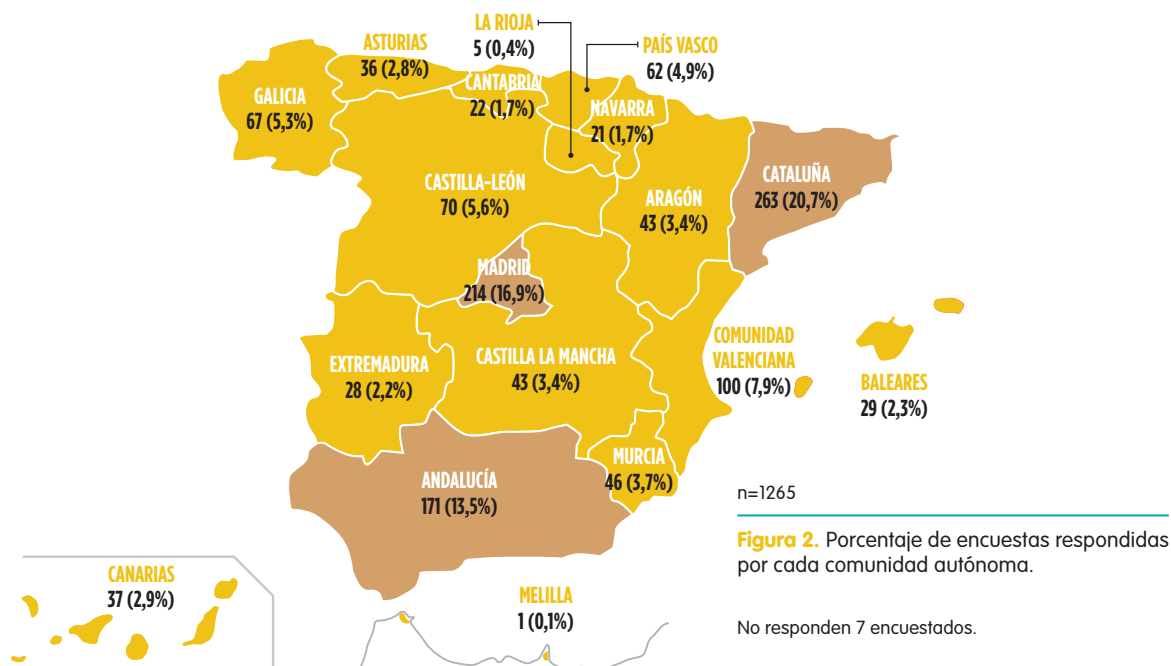 LA RIOJA
5 (0,4%)
ASTURIAS
36 (2,8%)
PAÍS VASCO
62 (4,9%)
CANTABRIA
22 (1,7%)
GALICIA
67 (5,3%)
NAVARRA
21 (1,7%)
CATALUÑA
263 (20,7%)
CASTILLA-LEÓN
70 (5,6%)
ARAGÓN
43 (3,4%)
MADRID
214 (16,9%)
COMUNIDAD
VALENCIANA
100 (7,9%)
EXTREMADURA
28 (2,2%)
CASTILLA LA MANCHA
43 (3,4%)
BALEARES
29 (2,3%)
MURCIA
46 (3,7%)
ANDALUCÍA
171 (13,5%)
n=1265
Figura 2. Porcentaje de encuestas respondidas
por cada comunidad autónoma.
CANARIAS
37 (2,9%)
MELILLA
1 (0,1%)
No responden 7 encuestados.